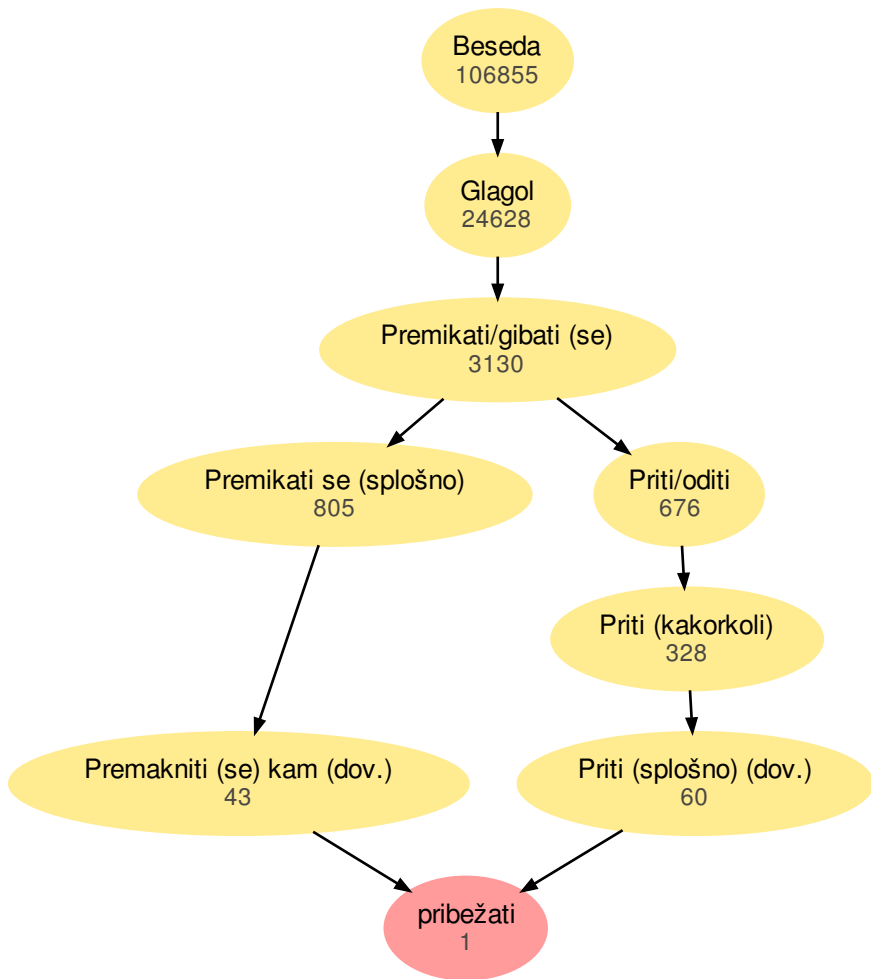 Beseda
106855
Glagol
24628
Premikati/gibati (se)
3130
Premikati se (splošno)
805
Priti/oditi
676
Priti (kakorkoli)
328
Premakniti (se) kam (dov.)
43
Priti (splošno) (dov.)
60
pribežati
1